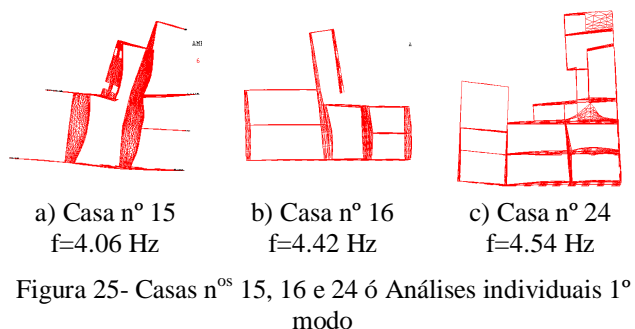 AM
6
A
a) Casa nº 15
f=4.06 Hz
b) Casa nº 16
f=4.42 Hz
c) Casa nº 24
f=4.54 Hz
Figura 25- Casas nos 15, 16 e 24 ó Análises individuais 1º
modo